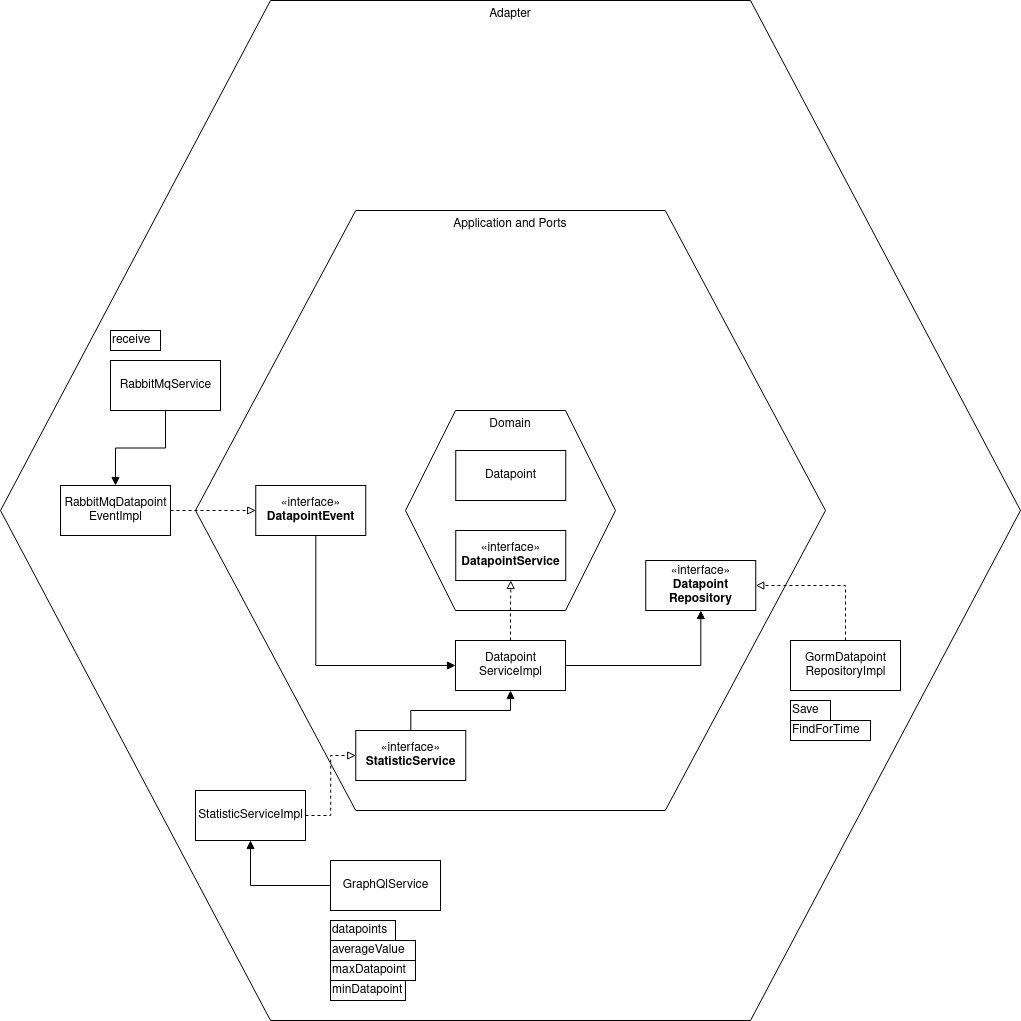 Adapter
Application and Ports
receive
RabbitMqService
Domain
Datapoint
RabbitMqDatapoint
EventImpl
«interface»
DatapointEvent
«interface»
DatapointService
«interface»
Datapoint
Repository
Datapoint
ServiceImpl
GormDatapoint
RepositoryImpl
Save
FindForTime
«interface»
StatisticService
StatisticServiceImpl
GraphQlService
datapoints
averageValue
maxDatapoint
minDatapoint